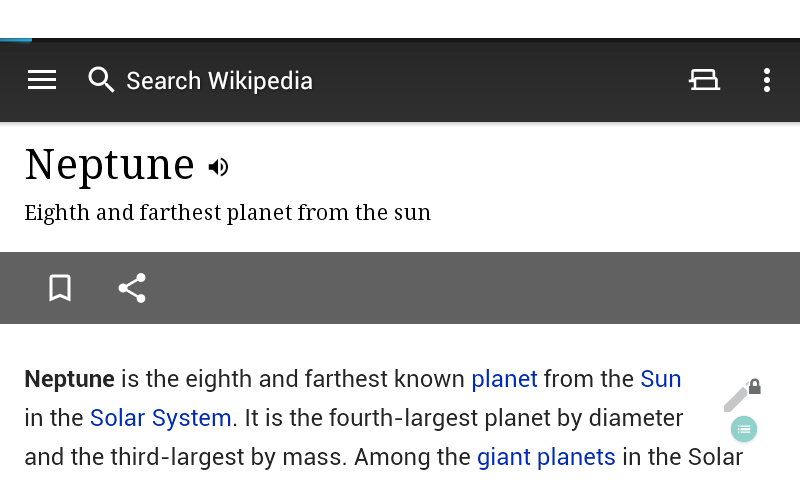 Search Wikipedia
Neptune
Eighth and farthest planet from the sun
Neptune is the eighth and farthest known planet from the Sun
in the Solar System. It is the fourth-largest planet by diameter
and the third-largest by mass. Among the giant planets in the Solar